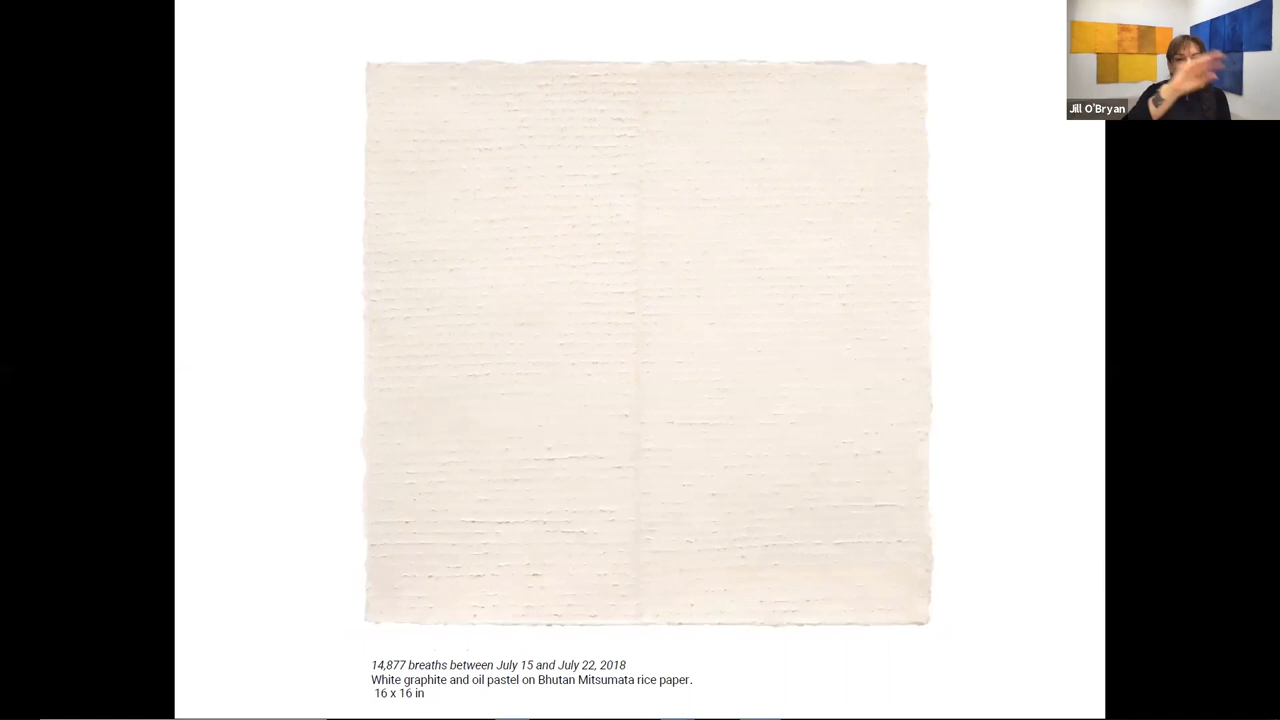 Jill O'Bryan
14,877 breaths between July 15 and July 22, 2018
White graphite and oil pastel on Bhutan Mitsumata rice paper.
16 x 16 in